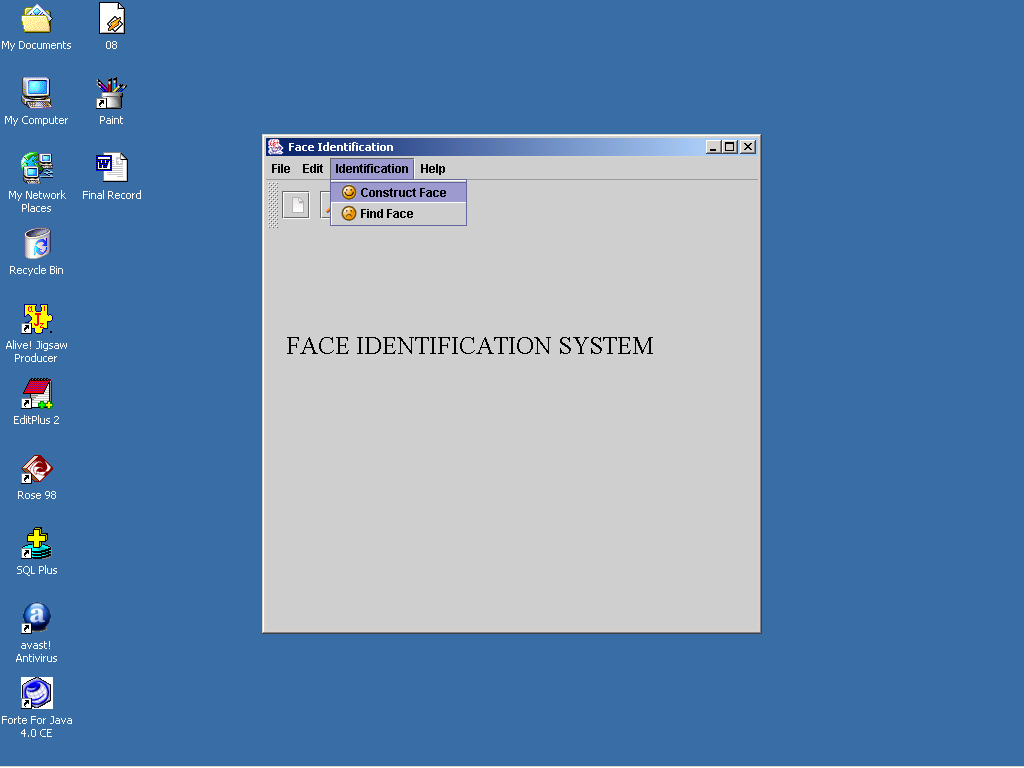 My Documents
08
My Computer
Paint
My Network
Places
Final Record
Recycle Bin
Alive! Jigsaw
Producer
EditPlus 2
Rose 98
SQL Plus
avast!
Antivirus
Forte For Java
4.0 CE
Face Identification
File Edit Identification Help
Construct Face
Find Face
FACE IDENTIFICATION SYSTEM